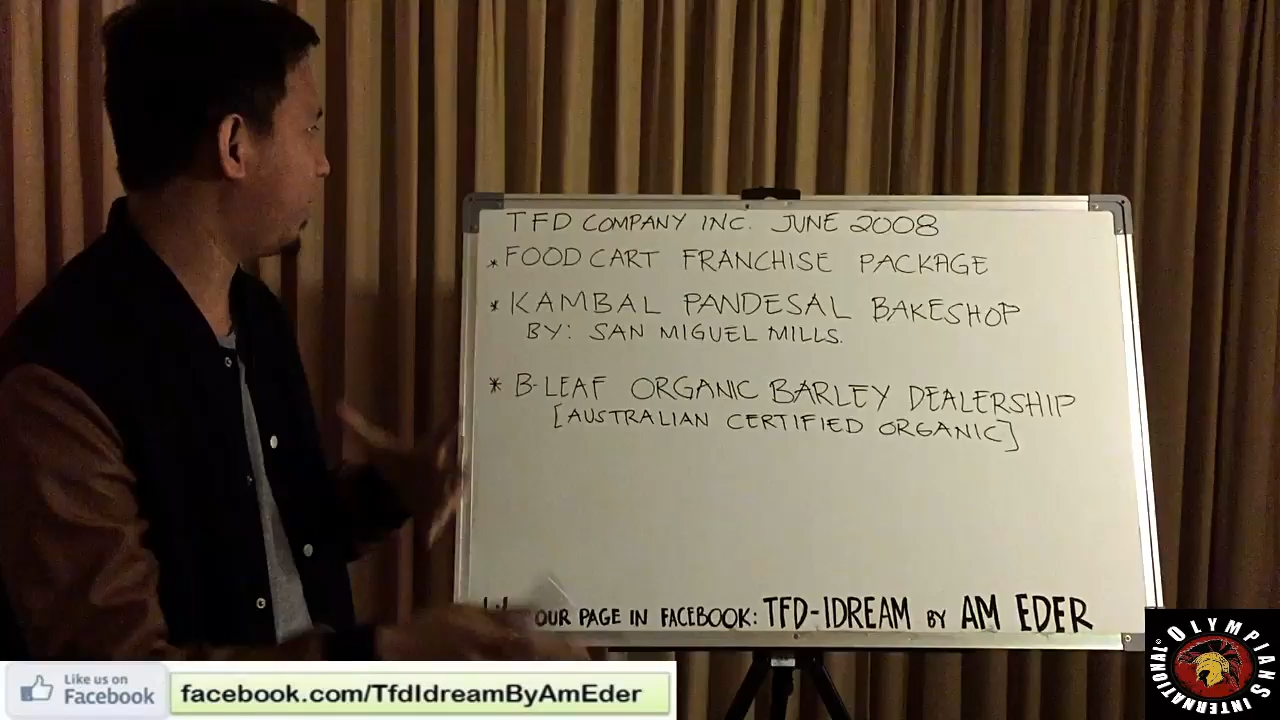 TFD COMPANY INC. JUNE 2008
* FOOD CART FRANCHISE PACKAGE
* KAMBAL PANDESAL BAKESHOP
BY: SAN MIGUEL MILLS.
* B-LEAF ORGANIC BARLEY DEALERSHIP
[AUSTRALIAN CERTIFIED ORGANIC]
OUR PAGE IN FACEBOOK: TFD-IDREAM BY AM EDER
Like us on
Facebook
facebook.com/TfdIdreamByAmEder
OLYMPIANS
INTERNATIONAL